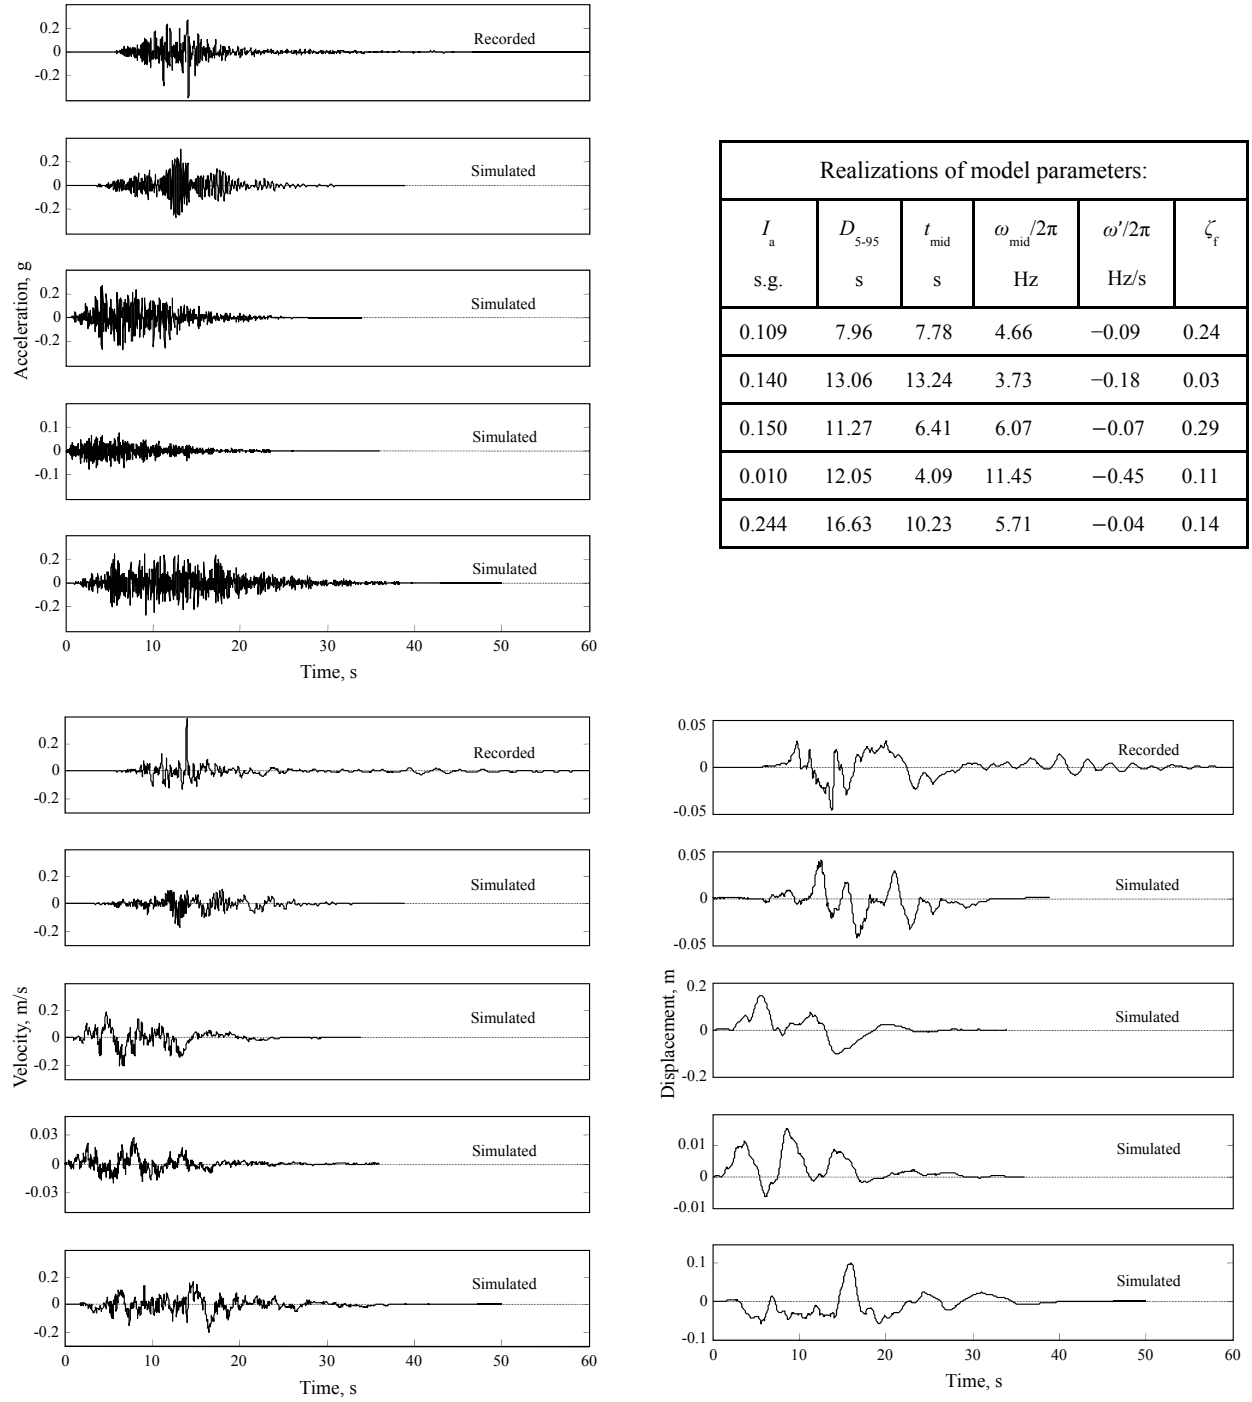 0.2
0
-0.2
Recorded
0.2
0
-0.2
Simulated
0.2
0
-0.2
Simulated
0.1
0
-0.1
Simulated
0.2
0
-0.2
Simulated
0 10 20 30 40 50 60
Time, s
Acceleration, g
Realizations of model parameters:
I_a D_5-95 t_mid ω_mid/2π ω'/2π ζ_f
s.g. s s Hz Hz/s
0.109 7.96 7.78 4.66 −0.09 0.24
0.140 13.06 13.24 3.73 −0.18 0.03
0.150 11.27 6.41 6.07 −0.07 0.29
0.010 12.05 4.09 11.45 −0.45 0.11
0.244 16.63 10.23 5.71 −0.04 0.14
0.2
0
-0.2
Recorded
0.2
0
-0.2
Simulated
0.2
0
-0.2
Simulated
0.03
0
-0.03
Simulated
0.2
0
-0.2
Simulated
0 10 20 30 40 50 60
Time, s
Velocity, m/s
0.05
0
-0.05
Recorded
0.05
0
-0.05
Simulated
0.2
0
-0.2
Simulated
0.01
0
-0.01
Simulated
0.1
0
-0.1
Simulated
0 10 20 30 40 50 60
Time, s
Displacement, m